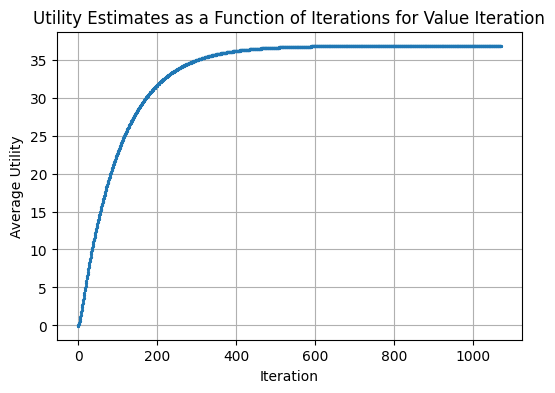 Utility Estimates as a Function of Iterations for Value Iteration
35
30
25
20
15
10
5
0
Average Utility
0 200 400 600 800 1000
Iteration